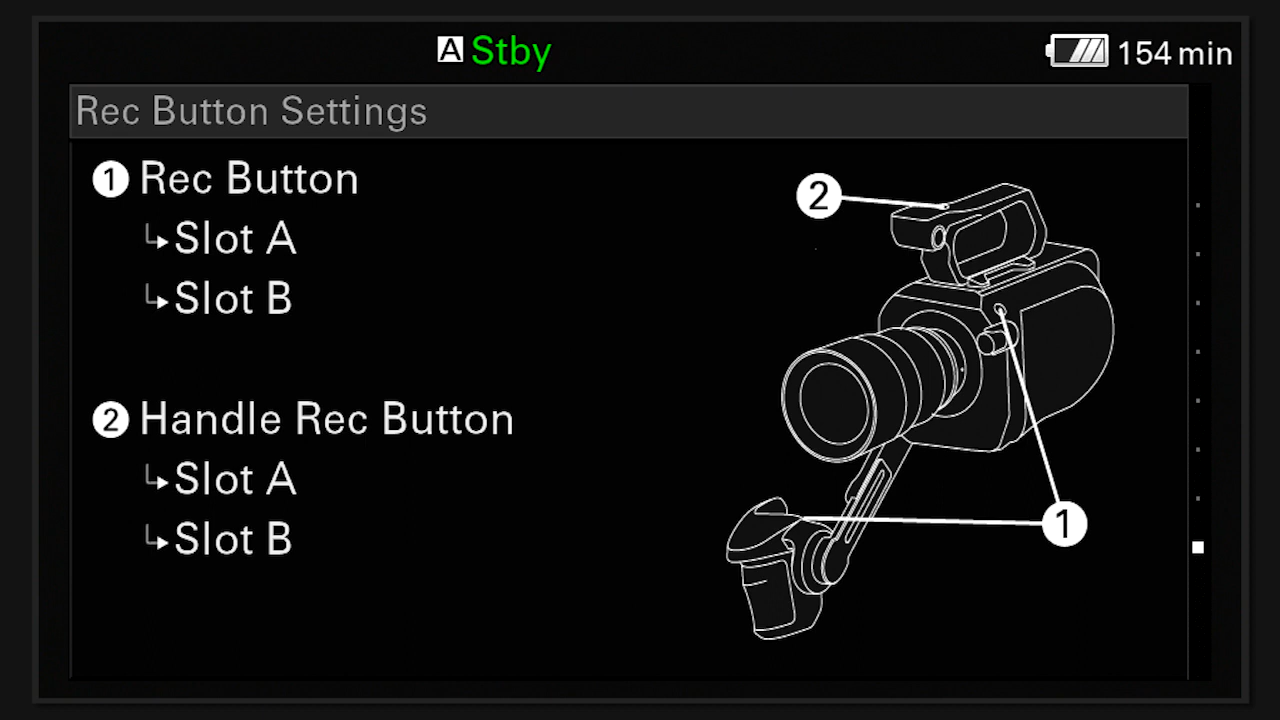 A Stby
154 min
Rec Button Settings
1 Rec Button
Slot A
Slot B
2 Handle Rec Button
Slot A
Slot B
2
1